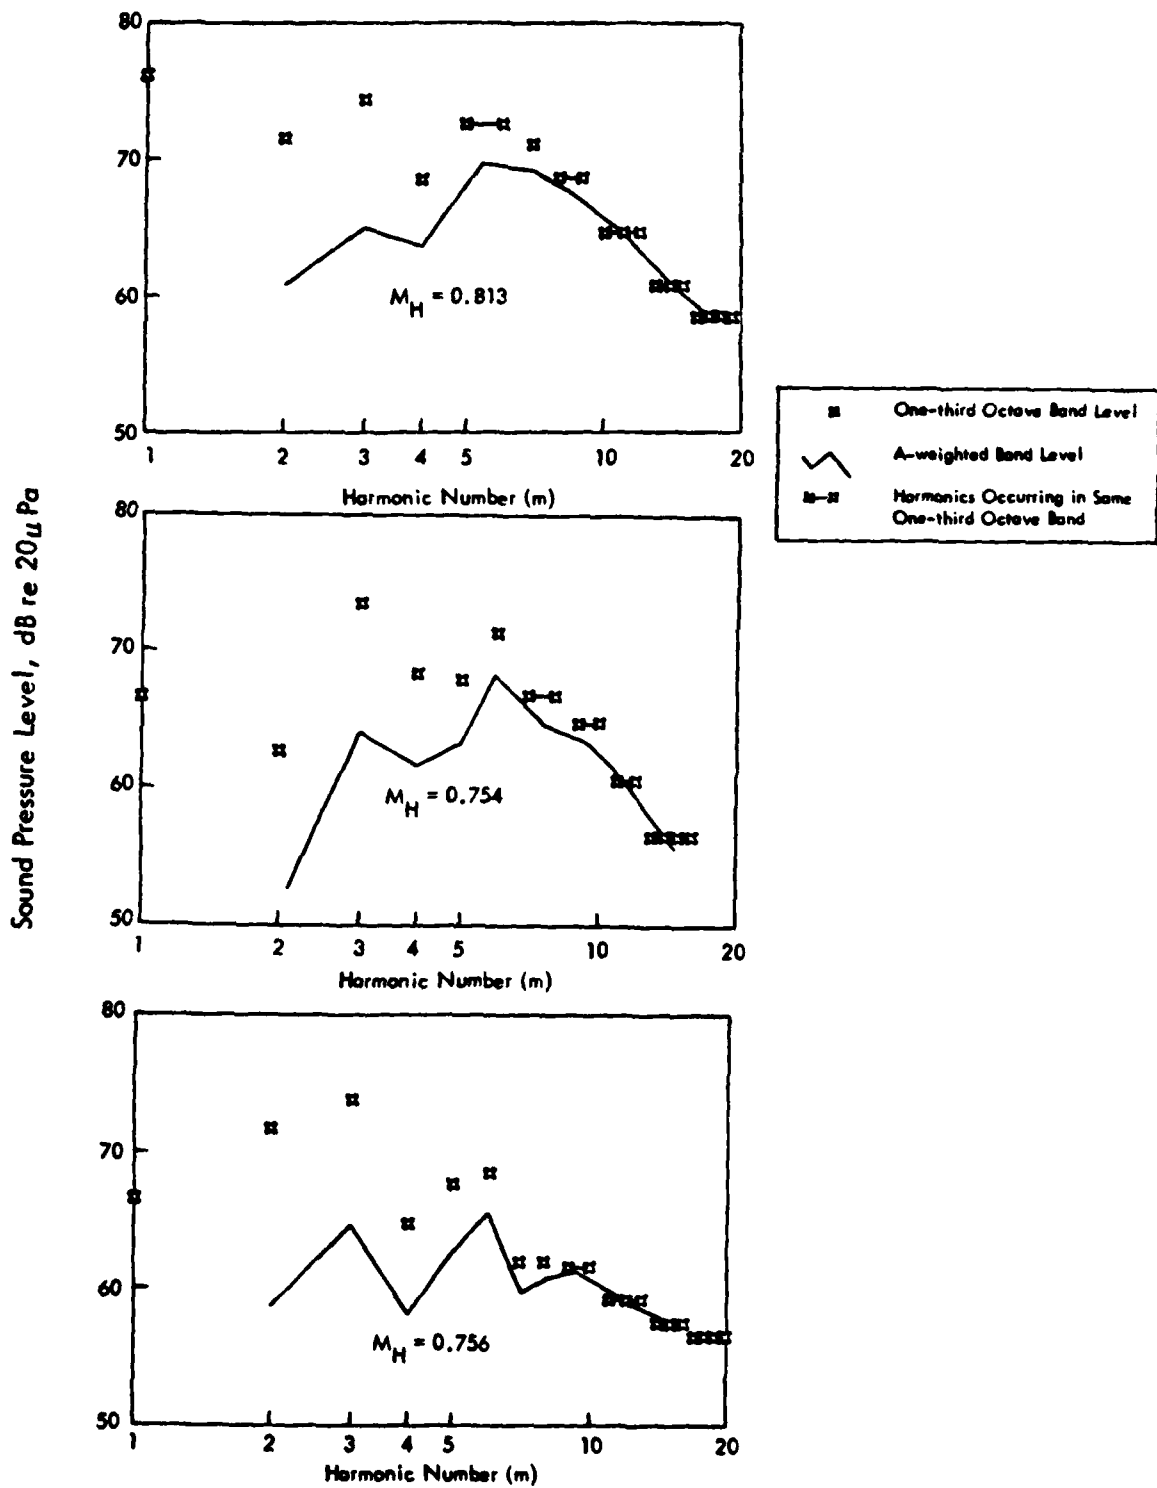 Sound Pressure Level, dB re 20µPa
80
70
60
50
M_H = 0.813
1 2 3 4 5 10 20
Harmonic Number (m)
One-third Octave Band Level
A-weighted Band Level
Harmonics Occurring in Same
One-third Octave Band
80
70
60
50
M_H = 0.754
1 2 3 4 5 10 20
Harmonic Number (m)
80
70
60
50
M_H = 0.756
1 2 3 4 5 10 20
Harmonic Number (m)